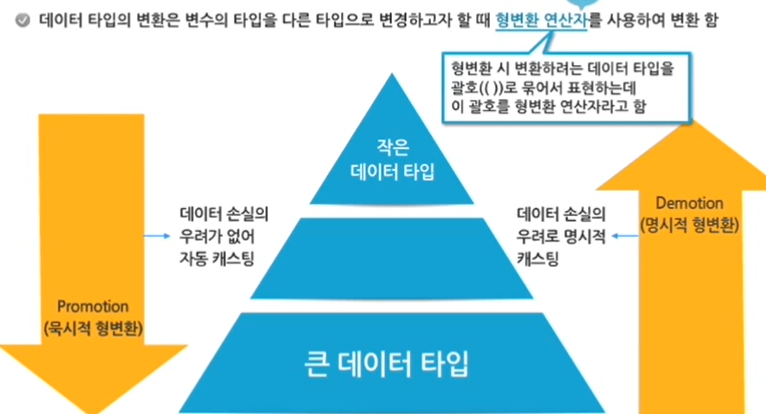 데이터 타입의 변환은 변수의 타입을 다른 타입으로 변경하고자 할 때 형변환 연산자를 사용하여 변환 함
형변환 시 변환하려는 데이터 타입을
괄호(( ))로 묶어서 표현하는데
이 괄호를 형변환 연산자라고 함
작은
데이터 타입
데이터 손실의
우려가 없어
자동 캐스팅
데이터 손실의
우려로 명시적
캐스팅
Demotion
(명시적 형변환)
Promotion
(묵시적 형변환)
큰 데이터 타입